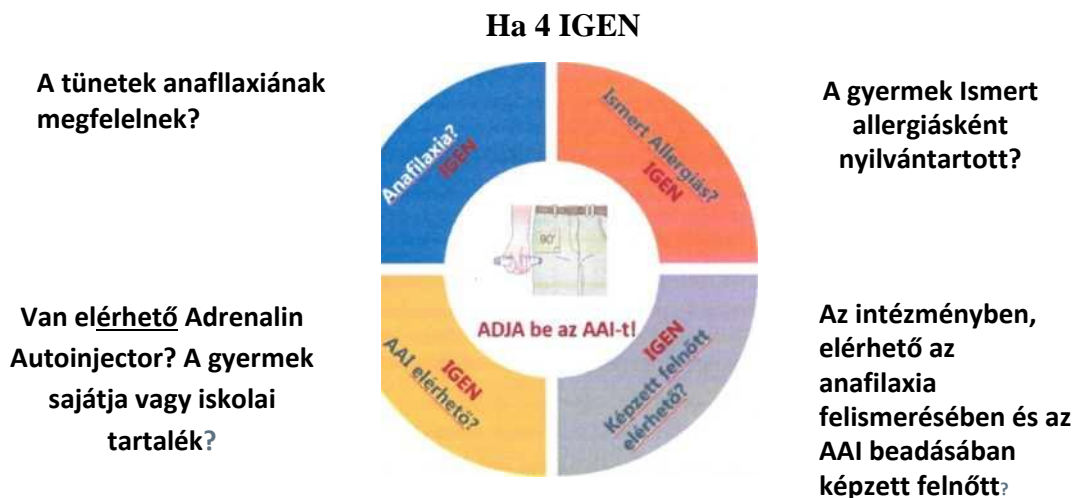 Ha 4 IGEN
A tünetek anafllaxiának
megfelelnek?
A gyermek Ismert
allergiásként
nyilvántartott?
Anafilaxia?
IGEN
Ismert Allergiás?
IGEN
90°
ADJA be az AAI-t!
IGEN
AAI elérhető?
IGEN
Képzett felnőtt
elérhető?
Van elérhető Adrenalin
Autoinjector? A gyermek
sajátja vagy iskolai
tartalék?
Az intézményben,
elérhető az
anafilaxia
felismerésében és az
AAI beadásában
képzett felnőtt?